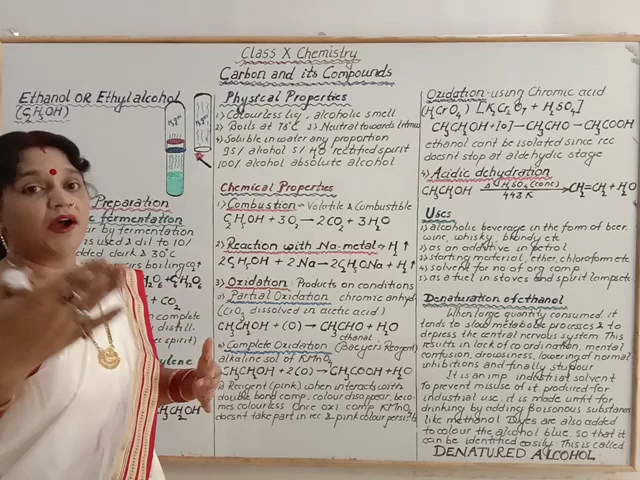 Class X Chemistry
Carbon and its Compounds
Ethanol OR Ethyl alcohol
(C₂H₅OH)
Preparation
fermentation
by fermentation
as used & dil to 10%
dark & 30°C
boiling
+ CO₂
complete
distill-
spirit)
ylene
CH₃CH₂OH
Physical Properties
1) Colourless liq, alcoholic smell
2) Boils at 78°C 3) Neutral towards litmus
4) Soluble in water any proportion
95% alcohol 5% H₂O rectified spirit
100% alcohol absolute alcohol
Chemical Properties
1) Combustion - Volatile & Combustible
C₂H₅OH + 3O₂ → 2CO₂ + 3H₂O
2) Reaction with Na-metal = H₂↑
2C₂H₅OH + 2Na → 2C₂H₅ONa + H₂↑
3) Oxidation: Products on conditions
a) Partial Oxidation chromic anhyd-
(CrO₃ dissolved in acetic acid)
CH₃CH₂OH + (O) → CH₃CHO + H₂O
ethanal
Complete Oxidation (Baeyer's Reagent)
alkaline sol of KMnO₄
CH₃CH₂OH + 2(O) → CH₃COOH + H₂O
Reagent (pink) when interacts with
double bond comp, colour disappear, beco-
mes colourless Once oxi comp KMnO₄
doesn't take part in rec & pink colour persists
Oxidation - using Chromic acid
(H₂CrO₄) [K₂Cr₂O₇ + H₂SO₄]
CH₃CH₂OH + [O] → CH₃CHO → CH₃COOH
ethanol cant be isolated since rec
doesnt stop at aldehydic stage
4) Acidic dehydration
CH₃CH₂OH Δ H₂SO₄(conc) 443 K → CH₂=CH₂ + H₂O
Uses
1) alcoholic beverage in the form of beer,
wine, whisky, brandy etc
2) as an additive in petrol
3) starting material, ether, chloroform etc
4) solvent for no of org comp
5) as a fuel in stoves and spirit lamps etc
Denaturation of ethanol
When large quantity consumed, it
tends to slow metabolic processes & to
depress the central nervous system This
results in lack of coordination, mental
confusion, drowsiness, lowering of normal
inhibitions and finally stupour
It is an imp industrial solvent
To prevent misuse of it, produced for
industrial use, it is made unfit for
drinking by adding Poisonous substances
like methanol Dyes are also added
to colour the alcohol blue, so that it
can be identified easily This is called
DENATURED ALCOHOL